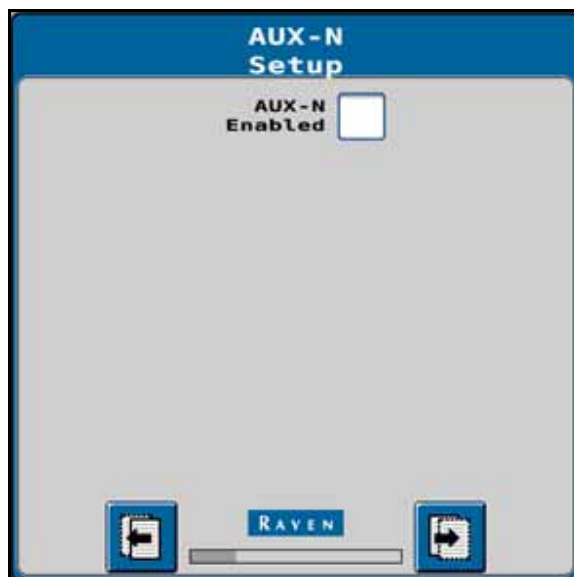 AUX-N
Setup
AUX-N
Enabled
RAVEN